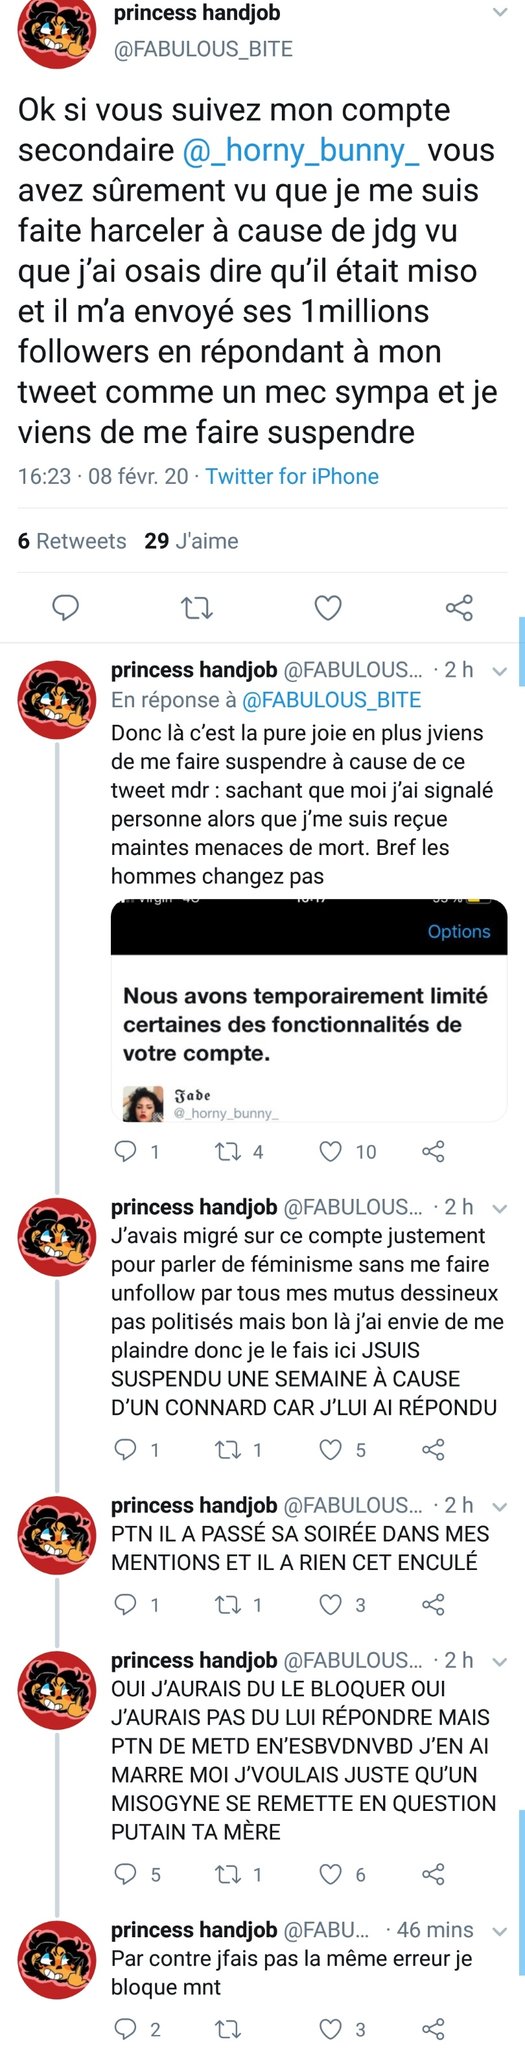 princess handjob
@FABULOUS_BITE
Ok si vous suivez mon compte
secondaire @_horny_bunny_ vous
avez sûrement vu que je me suis
faite harceler à cause de jdg vu
que j'ai osais dire qu'il était miso
et il m'a envoyé ses 1millions
followers en répondant à mon
tweet comme un mec sympa et je
viens de me faire suspendre
16:23 · 08 févr. 20 · Twitter for iPhone
6 Retweets 29 J'aime
princess handjob @FABULOUS... · 2 h
En réponse à @FABULOUS_BITE
Donc là c'est la pure joie en plus jviens
de me faire suspendre à cause de ce
tweet mdr : sachant que moi j'ai signalé
personne alors que j'me suis reçue
maintes menaces de mort. Bref les
hommes changez pas
Options
Nous avons temporairement limité
certaines des fonctionnalités de
votre compte.
𝕵𝖆𝖉𝖊
@_horny_bunny_
1 4 10
princess handjob @FABULOUS... · 2 h
J'avais migré sur ce compte justement
pour parler de féminisme sans me faire
unfollow par tous mes mutus dessineux
pas politisés mais bon là j'ai envie de me
plaindre donc je le fais ici JSUIS
SUSPENDU UNE SEMAINE À CAUSE
D'UN CONNARD CAR J'LUI AI RÉPONDU
1 1 5
princess handjob @FABULOUS... · 2 h
PTN IL A PASSÉ SA SOIRÉE DANS MES
MENTIONS ET IL A RIEN CET ENCULÉ
1 1 3
princess handjob @FABULOUS... · 2 h
OUI J'AURAIS DU LE BLOQUER OUI
J'AURAIS PAS DU LUI RÉPONDRE MAIS
PTN DE METD EN'ESBVDNVBD J'EN AI
MARRE MOI J'VOULAIS JUSTE QU'UN
MISOGYNE SE REMETTE EN QUESTION
PUTAIN TA MÈRE
5 1 6
princess handjob @FABU... · 46 mins
Par contre jfais pas la même erreur je
bloque mnt
2 3